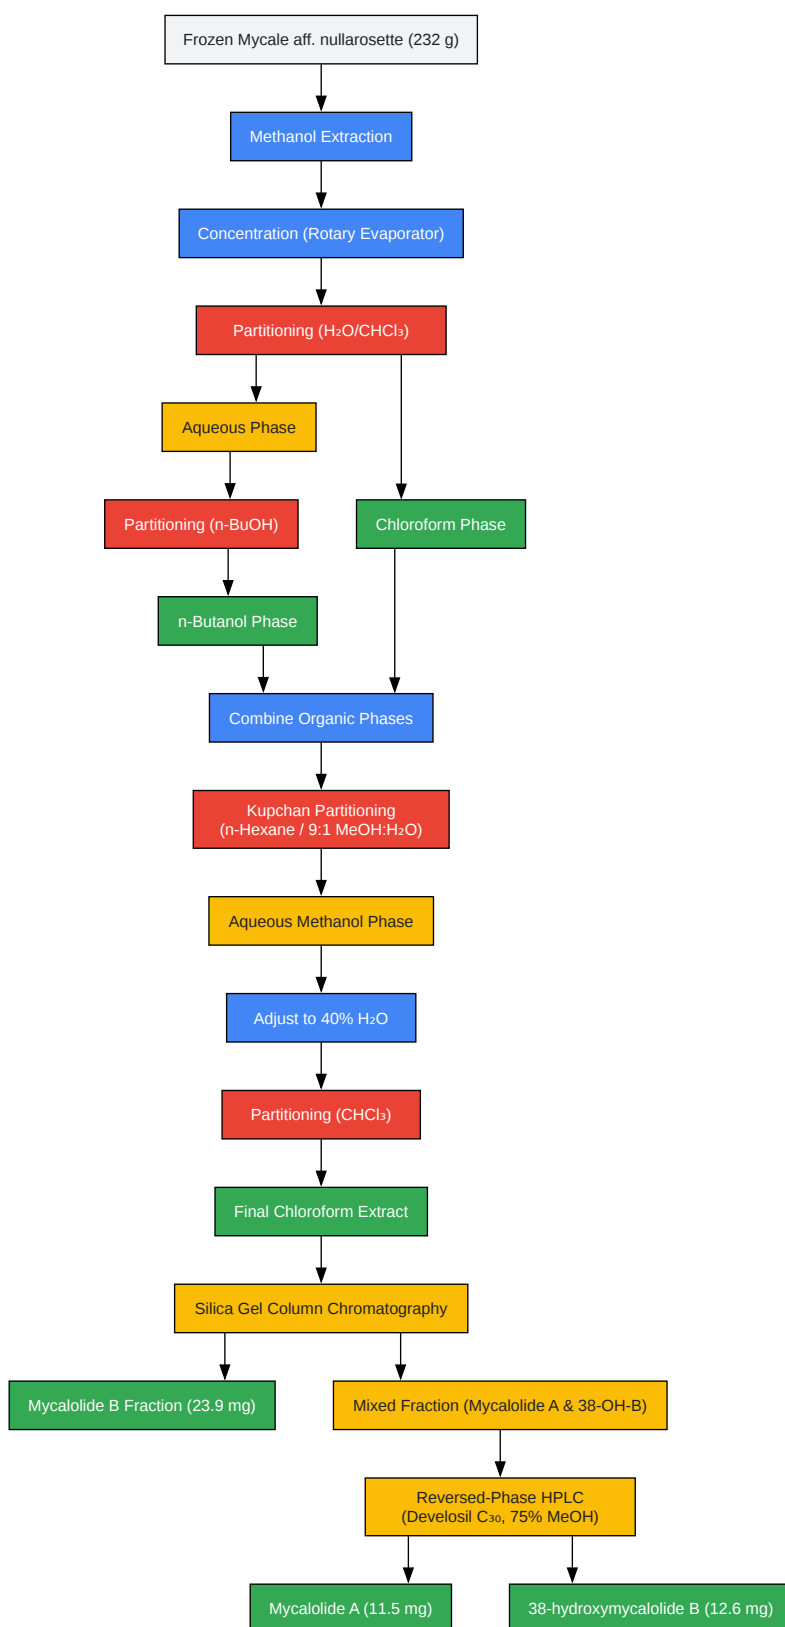 Frozen Mycale aff. nullarosette (232 g)
Methanol Extraction
Concentration (Rotary Evaporator)
Partitioning (H₂O/CHCl₃)
Aqueous Phase
Partitioning (n-BuOH)
Chloroform Phase
n-Butanol Phase
Combine Organic Phases
Kupchan Partitioning
(n-Hexane / 9:1 MeOH:H₂O)
Aqueous Methanol Phase
Adjust to 40% H₂O
Partitioning (CHCl₃)
Final Chloroform Extract
Silica Gel Column Chromatography
Mycalolide B Fraction (23.9 mg)
Mixed Fraction (Mycalolide A & 38-OH-B)
Reversed-Phase HPLC
(Develosil C₃₀, 75% MeOH)
Mycalolide A (11.5 mg)
38-hydroxymycalolide B (12.6 mg)